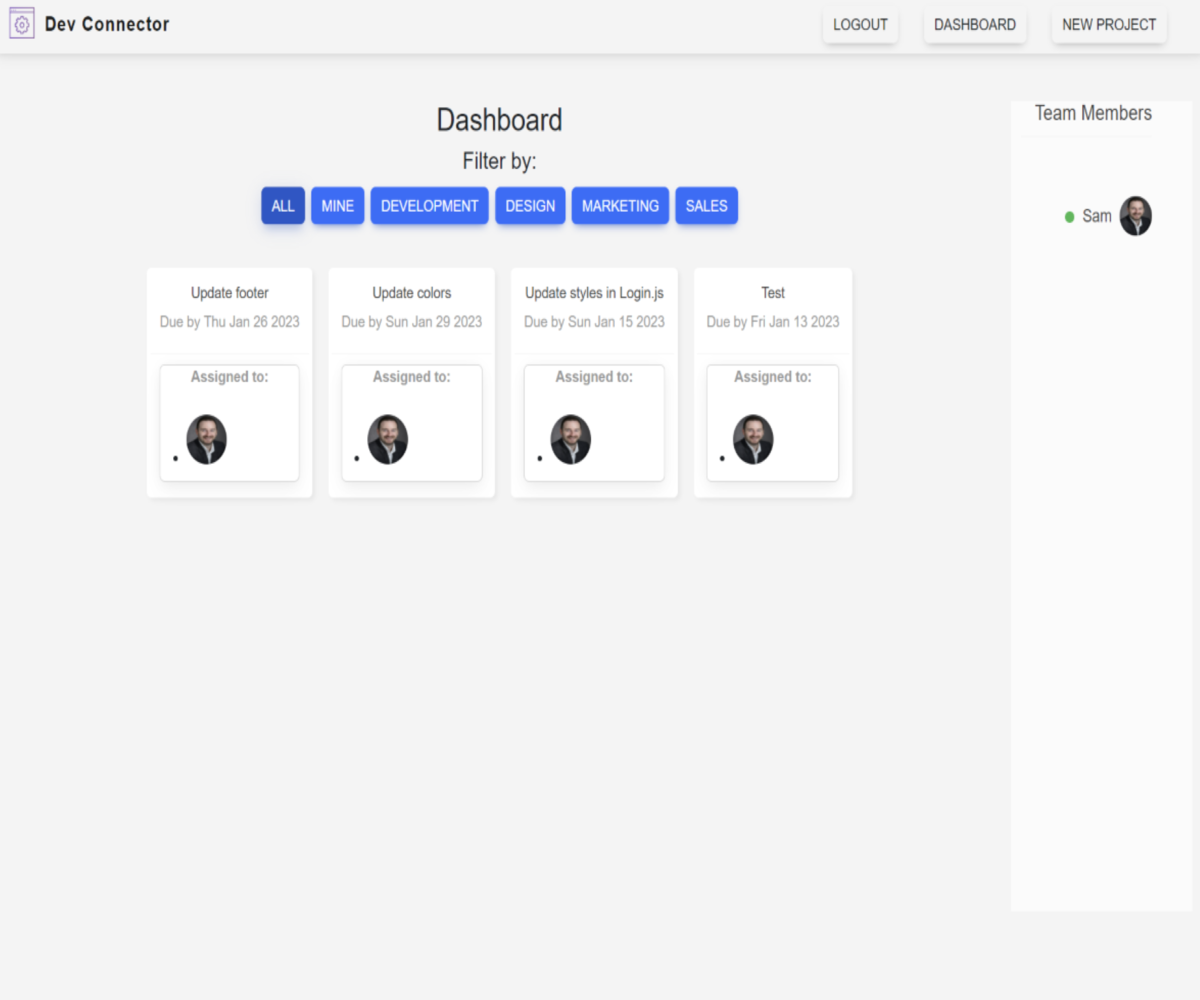 Dev Connector
LOGOUT DASHBOARD NEW PROJECT
Dashboard
Filter by:
ALL MINE DEVELOPMENT DESIGN MARKETING SALES
Update footer
Due by Thu Jan 26 2023
Assigned to:
Update colors
Due by Sun Jan 29 2023
Assigned to:
Update styles in Login.js
Due by Sun Jan 15 2023
Assigned to:
Test
Due by Fri Jan 13 2023
Assigned to:
Team Members
Sam